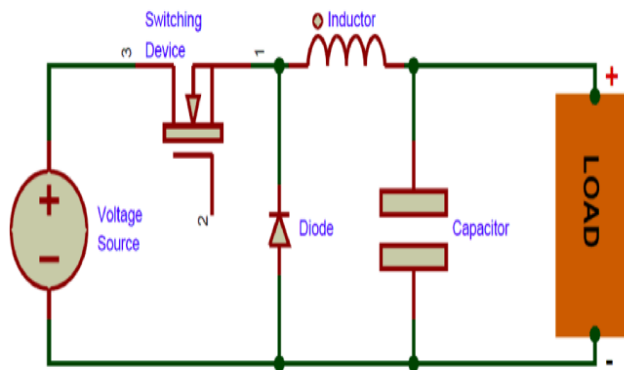 Switching
Device
Inductor
3
1
+
LOAD
2
Voltage
Source
Diode
Capacitor
-